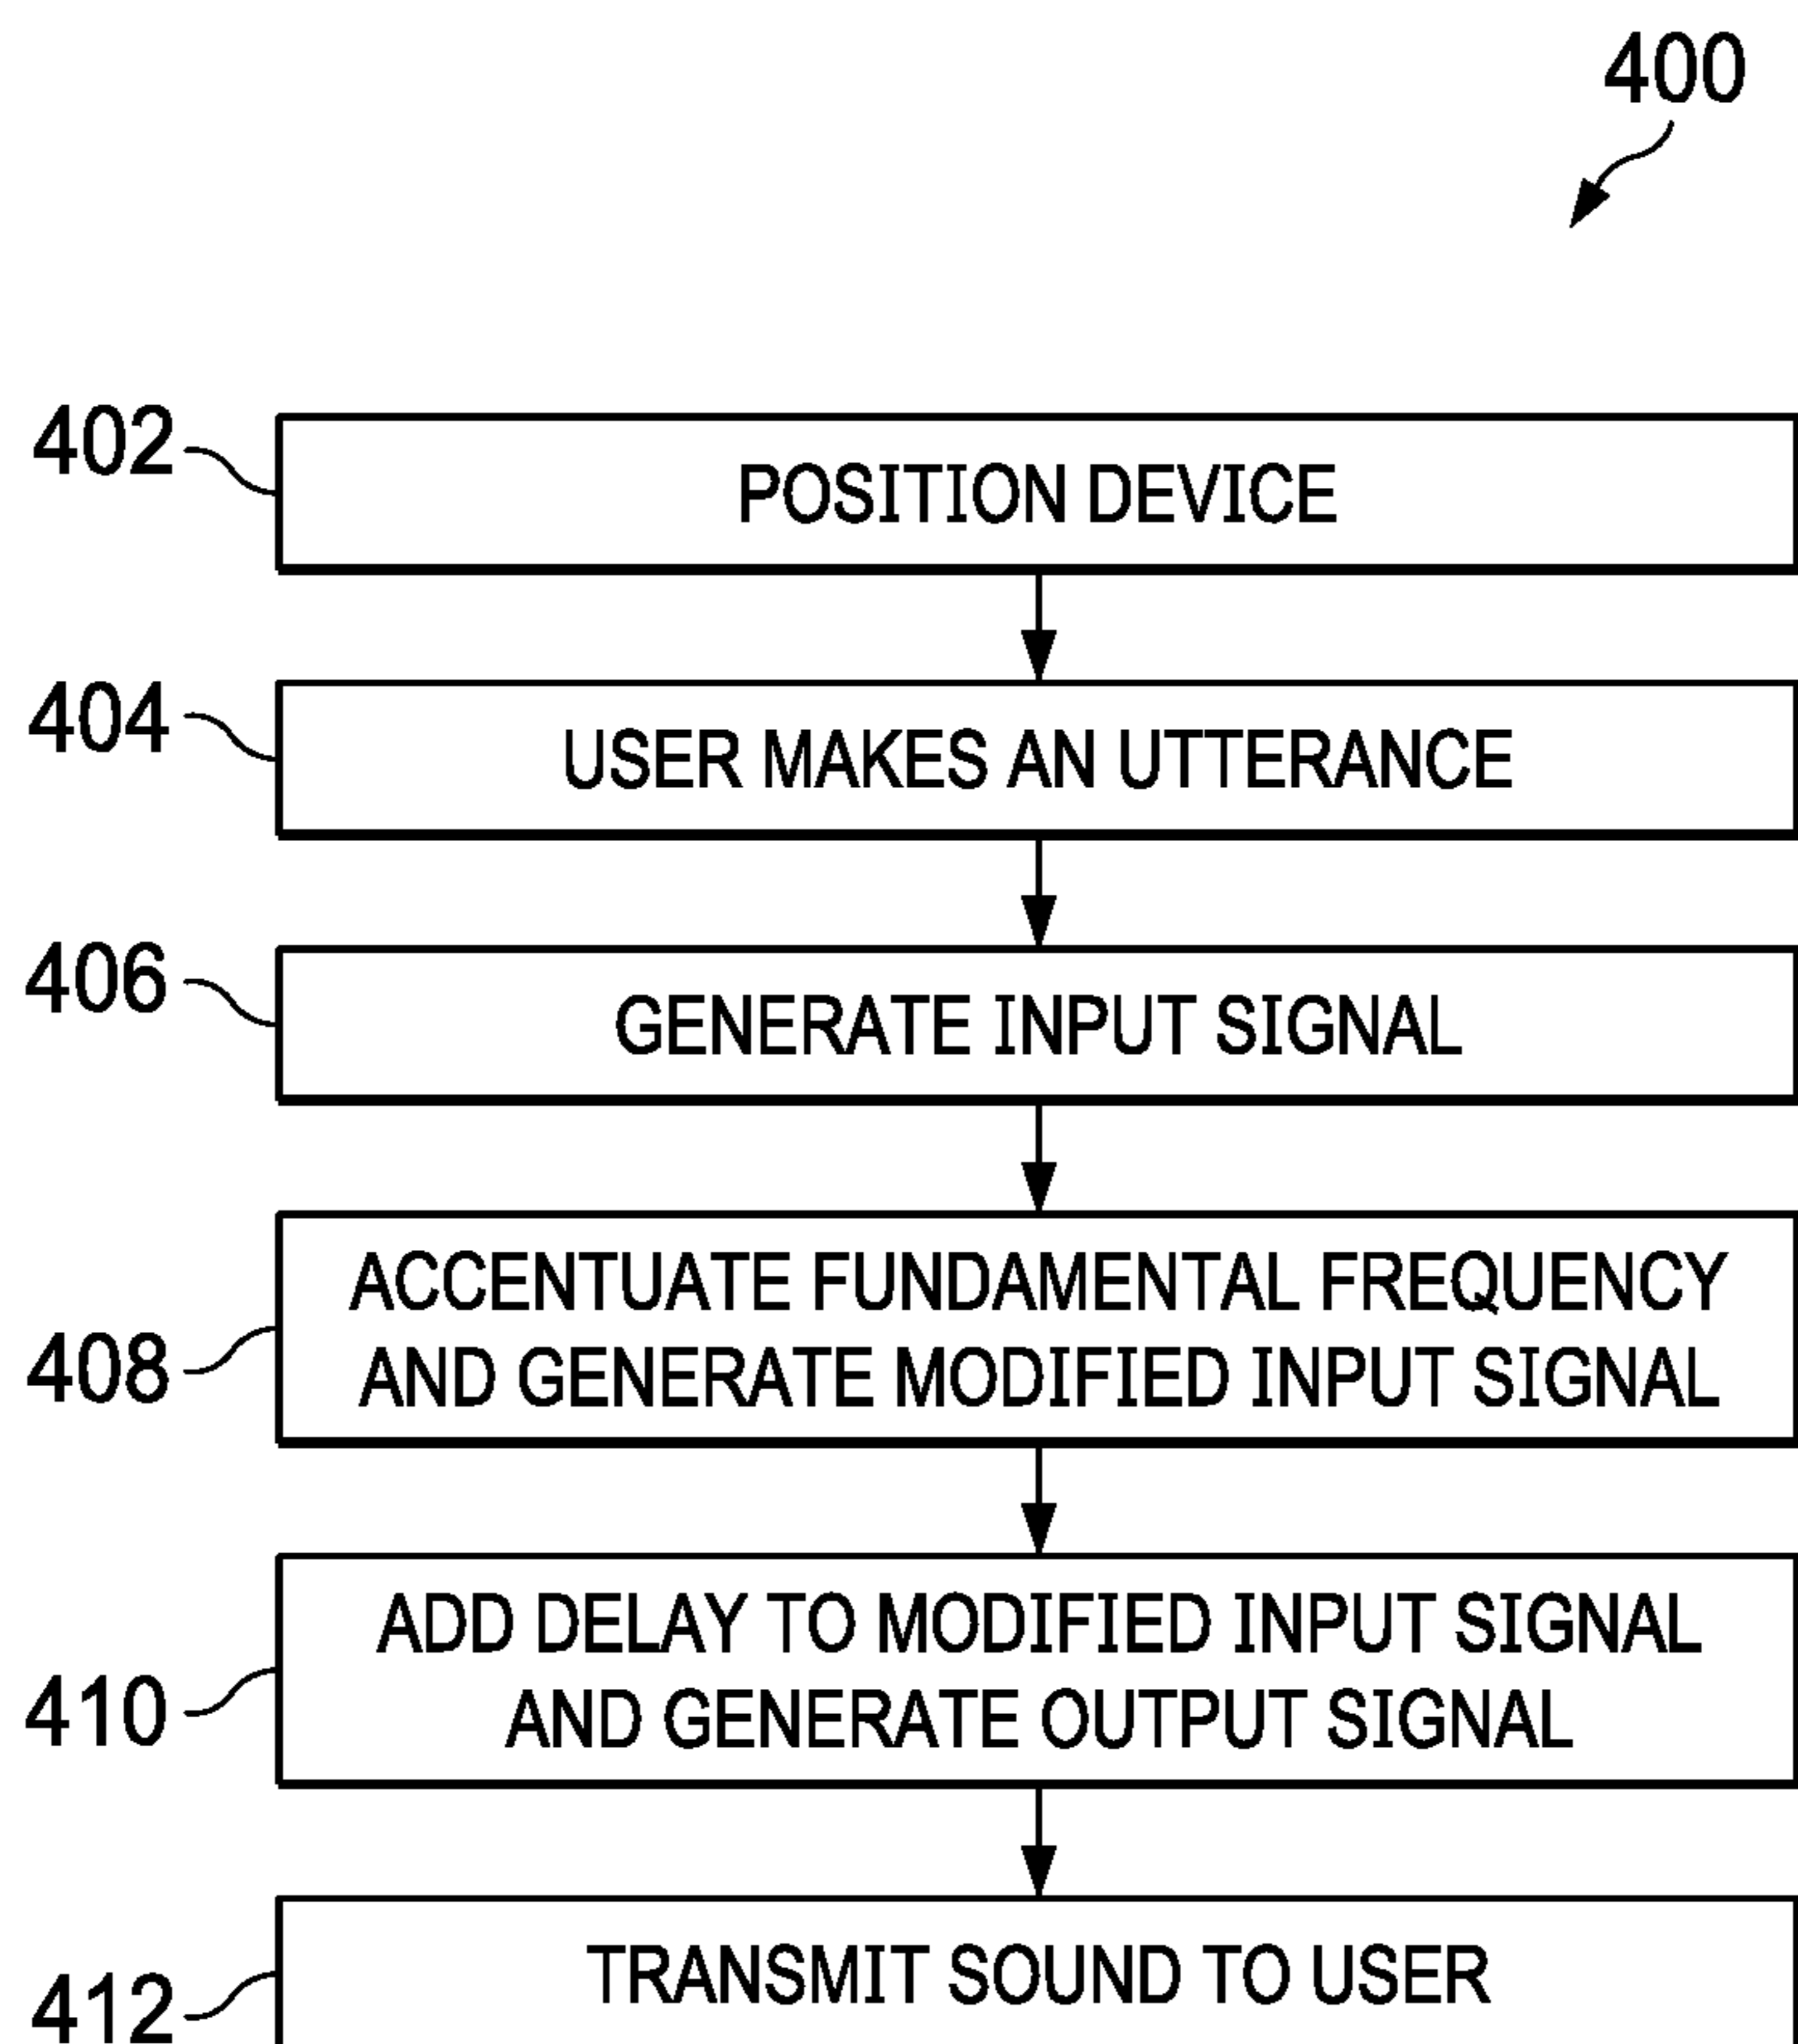 400
402
POSITION DEVICE
404
USER MAKES AN UTTERANCE
406
GENERATE INPUT SIGNAL
408
ACCENTUATE FUNDAMENTAL FREQUENCY
AND GENERATE MODIFIED INPUT SIGNAL
410
ADD DELAY TO MODIFIED INPUT SIGNAL
AND GENERATE OUTPUT SIGNAL
412
TRANSMIT SOUND TO USER